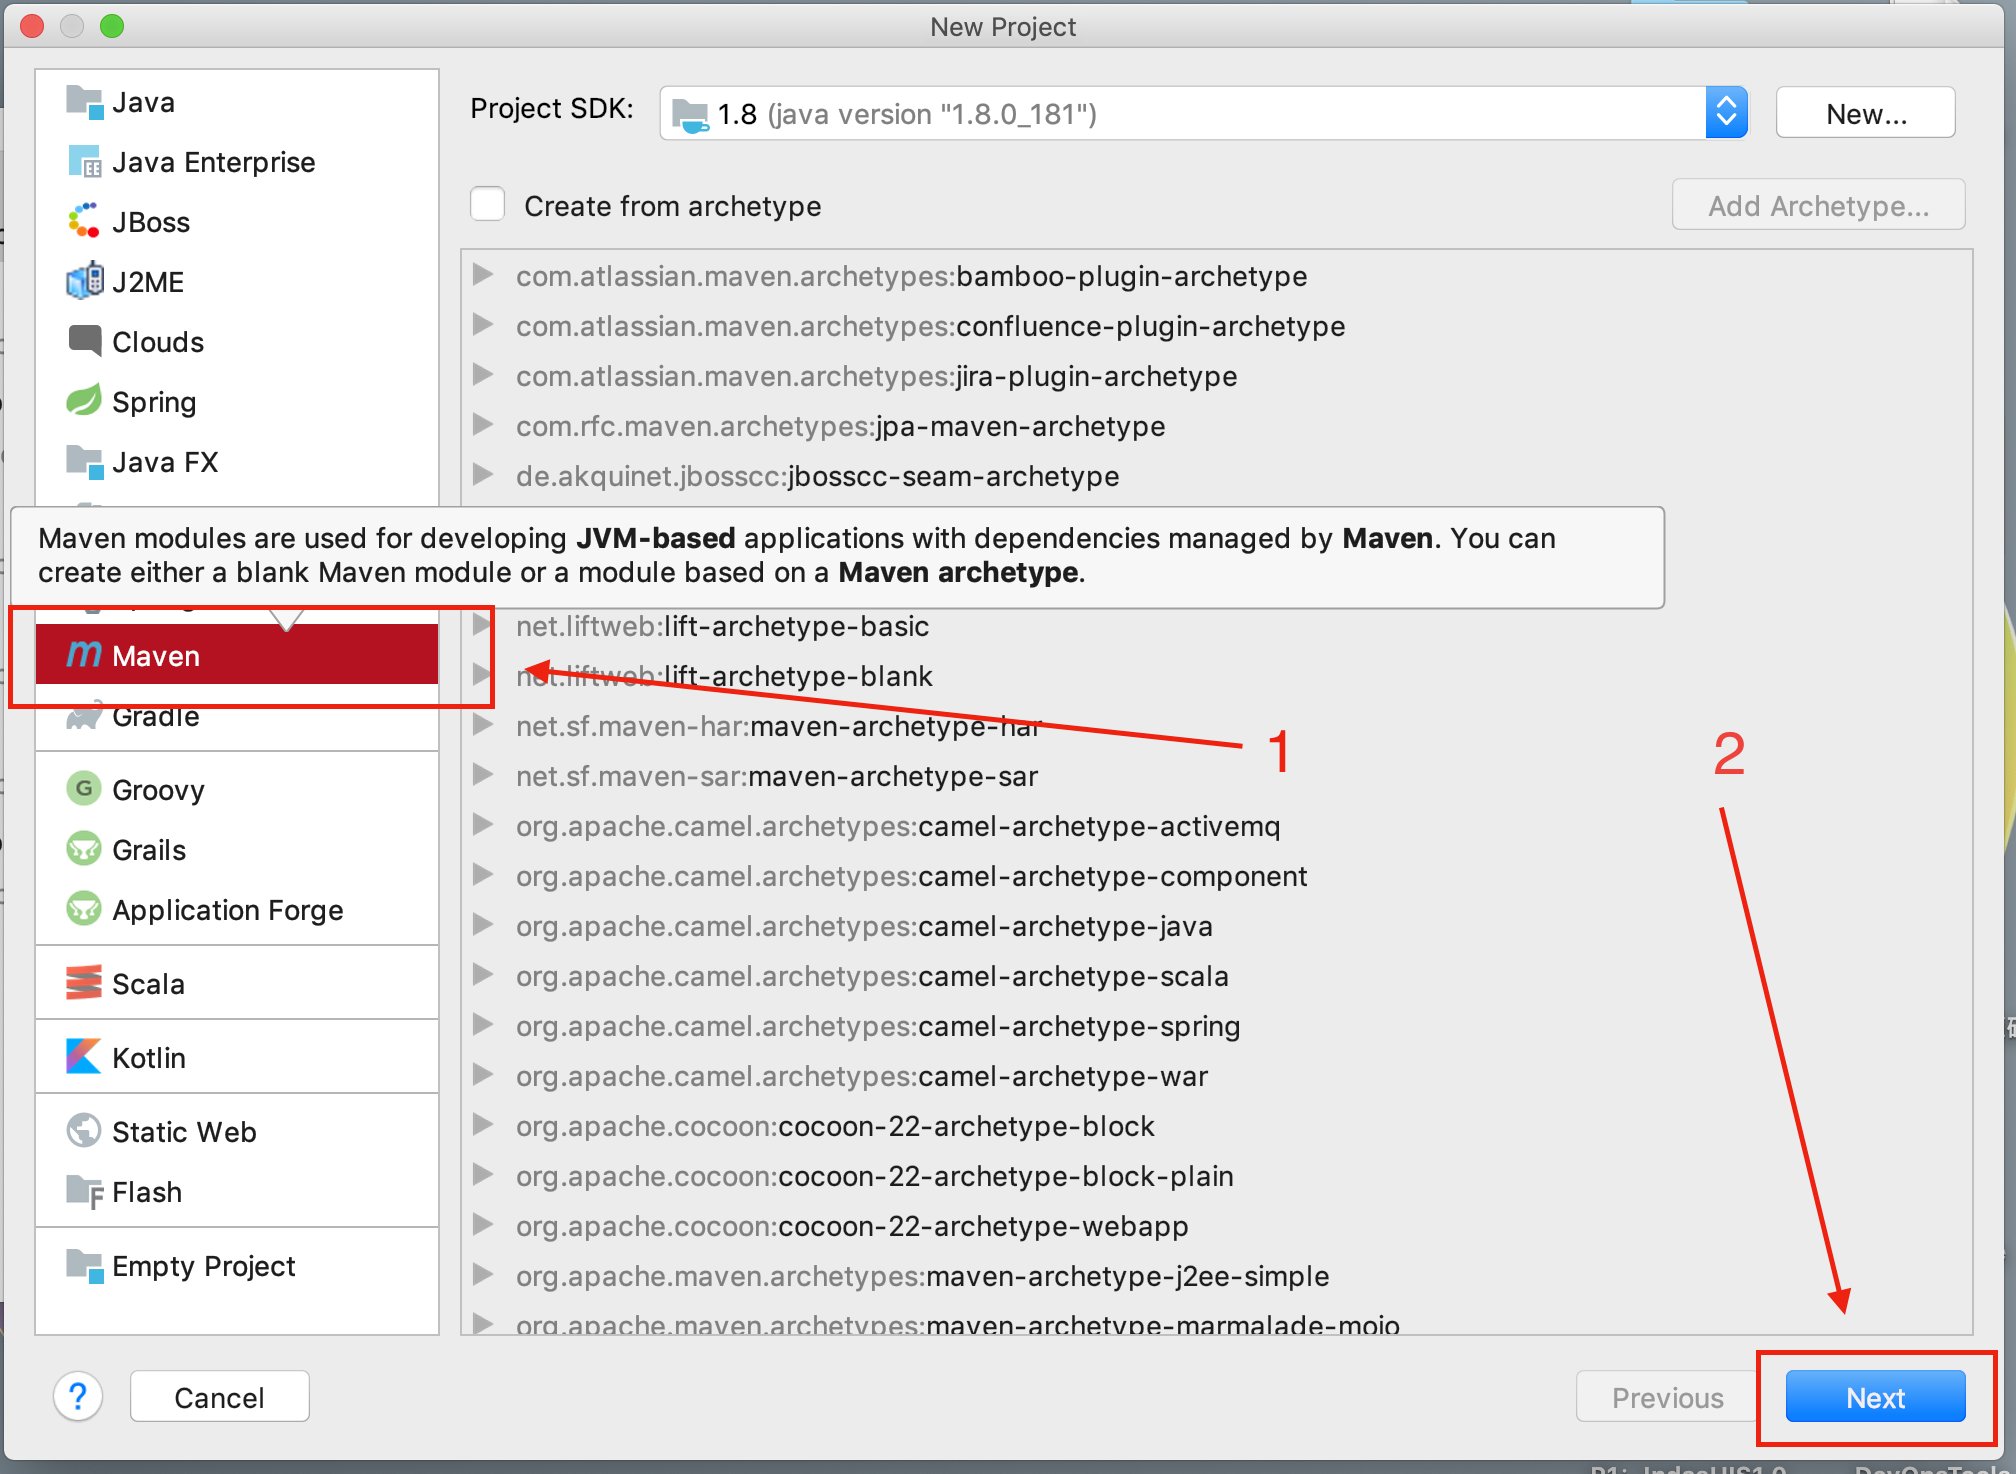 New Project
Java
Java Enterprise
JBoss
J2ME
Clouds
Spring
Java FX
Project SDK:
1.8 (java version "1.8.0_181")
New...
Create from archetype
Add Archetype...
com.atlassian.maven.archetypes:bamboo-plugin-archetype
com.atlassian.maven.archetypes:confluence-plugin-archetype
com.atlassian.maven.archetypes:jira-plugin-archetype
com.rfc.maven.archetypes:jpa-maven-archetype
de.akquinet.jbosscc:jbosscc-seam-archetype
Maven modules are used for developing JVM-based applications with dependencies managed by Maven. You can
create either a blank Maven module or a module based on a Maven archetype.
Maven
Gradle
Groovy
Grails
Application Forge
Scala
Kotlin
Static Web
Flash
Empty Project
net.liftweb:lift-archetype-basic
net.liftweb:lift-archetype-blank
net.sf.maven-har:maven-archetype-har
net.sf.maven-sar:maven-archetype-sar
org.apache.camel.archetypes:camel-archetype-activemq
org.apache.camel.archetypes:camel-archetype-component
org.apache.camel.archetypes:camel-archetype-java
org.apache.camel.archetypes:camel-archetype-scala
org.apache.camel.archetypes:camel-archetype-spring
org.apache.camel.archetypes:camel-archetype-war
org.apache.cocoon:cocoon-22-archetype-block
org.apache.cocoon:cocoon-22-archetype-block-plain
org.apache.cocoon:cocoon-22-archetype-webapp
org.apache.maven.archetypes:maven-archetype-j2ee-simple
org.apache.maven.archetypes:maven-archetype-marmalade-mojo
1
2
?
Cancel
Previous
Next